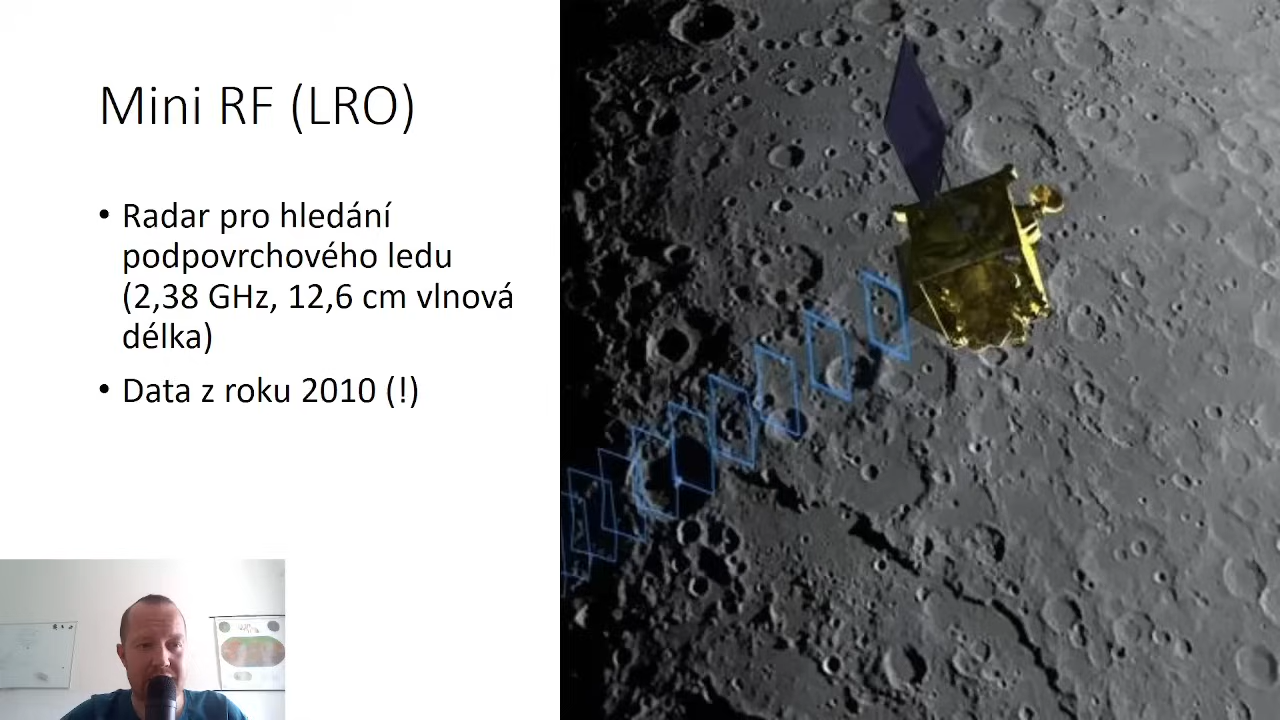 Mini RF (LRO)
• Radar pro hledání
podpovrchového ledu
(2,38 GHz, 12,6 cm vlnová
délka)
• Data z roku 2010 (!)